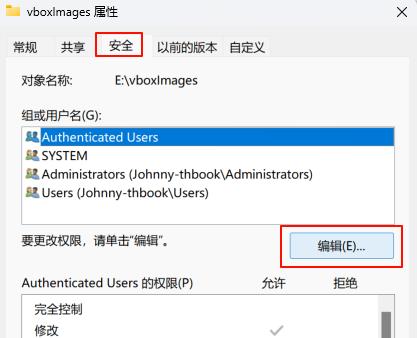 vboxImages 属性
常规 共享 安全 以前的版本 自定义
对象名称: E:\vboxImages
组或用户名(G):
Authenticated Users
SYSTEM
Administrators (Johnny-thbook\Administrators)
Users (Johnny-thbook\Users)
要更改权限，请单击“编辑”。
编辑(E)...
Authenticated Users 的权限(P) 允许 拒绝
完全控制
修改